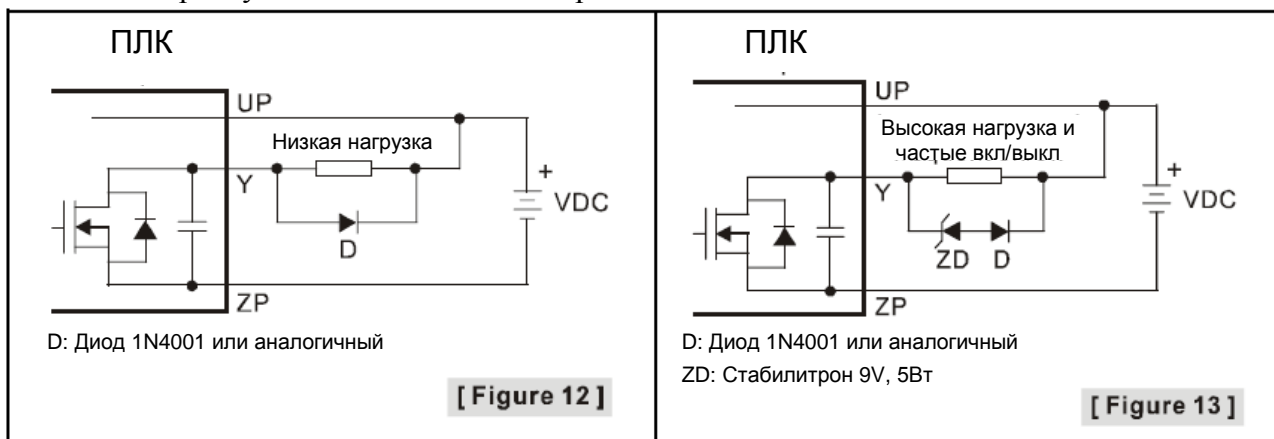 ПЛК
UP
Низкая нагрузка
Y
+
VDC
D
ZP
D: Диод 1N4001 или аналогичный
[ Figure 12 ]
ПЛК
UP
Высокая нагрузка и
частые вкл/выкл
Y
+
VDC
ZD D
ZP
D: Диод 1N4001 или аналогичный
ZD: Стабилитрон 9V, 5Вт
[ Figure 13 ]